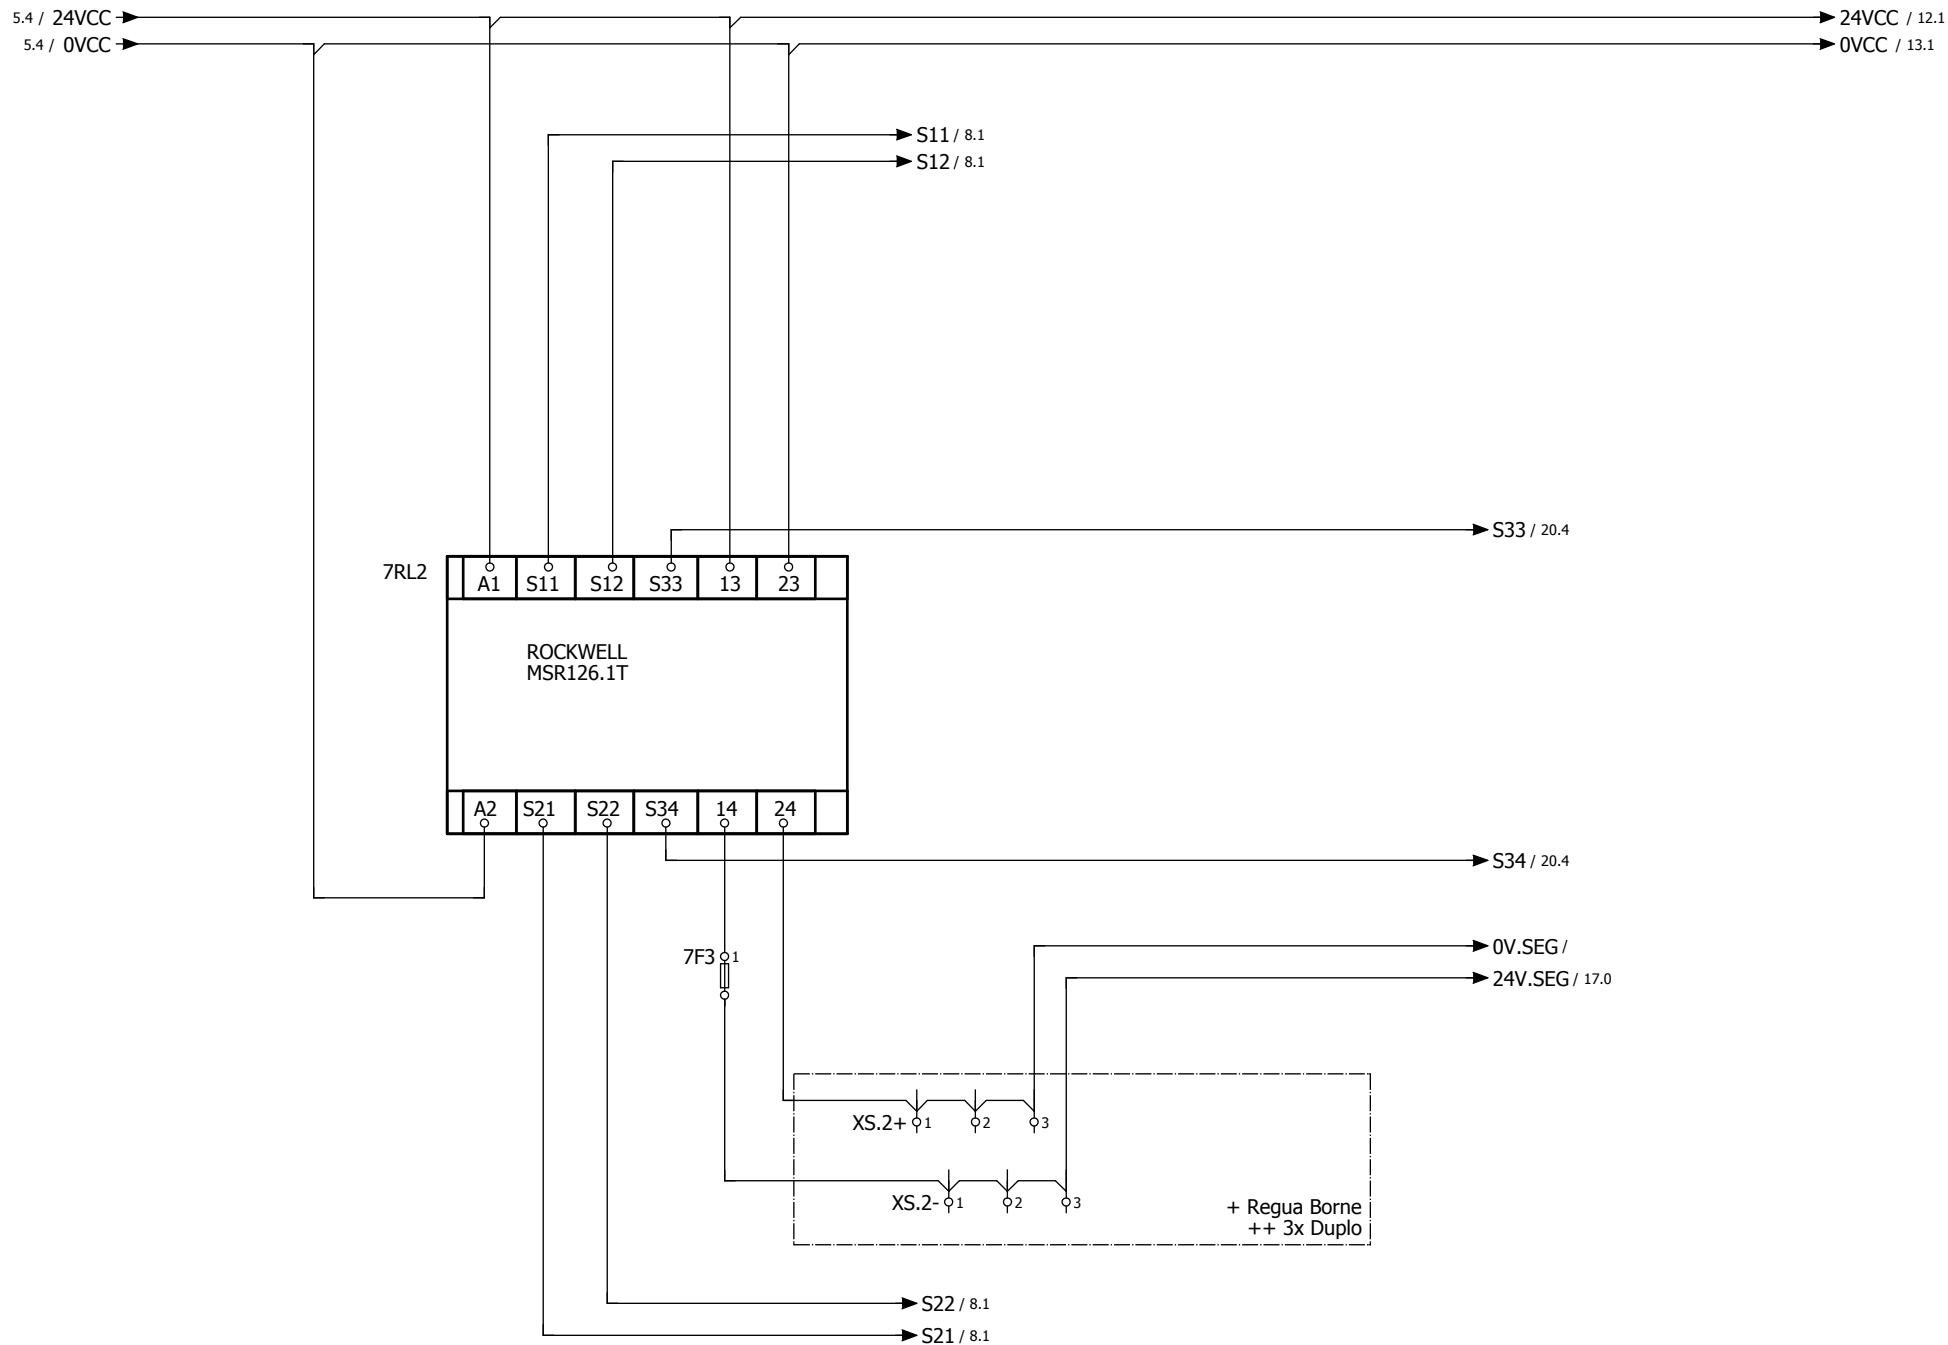 5.4 / 24VCC
24VCC / 12.1
5.4 / 0VCC
0VCC / 13.1
S11 / 8.1
S12 / 8.1
S33 / 20.4
7RL2
A1 S11 S12 S33 13 23
ROCKWELL
MSR126.1T
A2 S21 S22 S34 14 24
S34 / 20.4
0V.SEG /
7F3 1
24V.SEG / 17.0
XS.2+ 1 2 3
XS.2- 1 2 3
+ Regua Borne
++ 3x Duplo
S22 / 8.1
S21 / 8.1